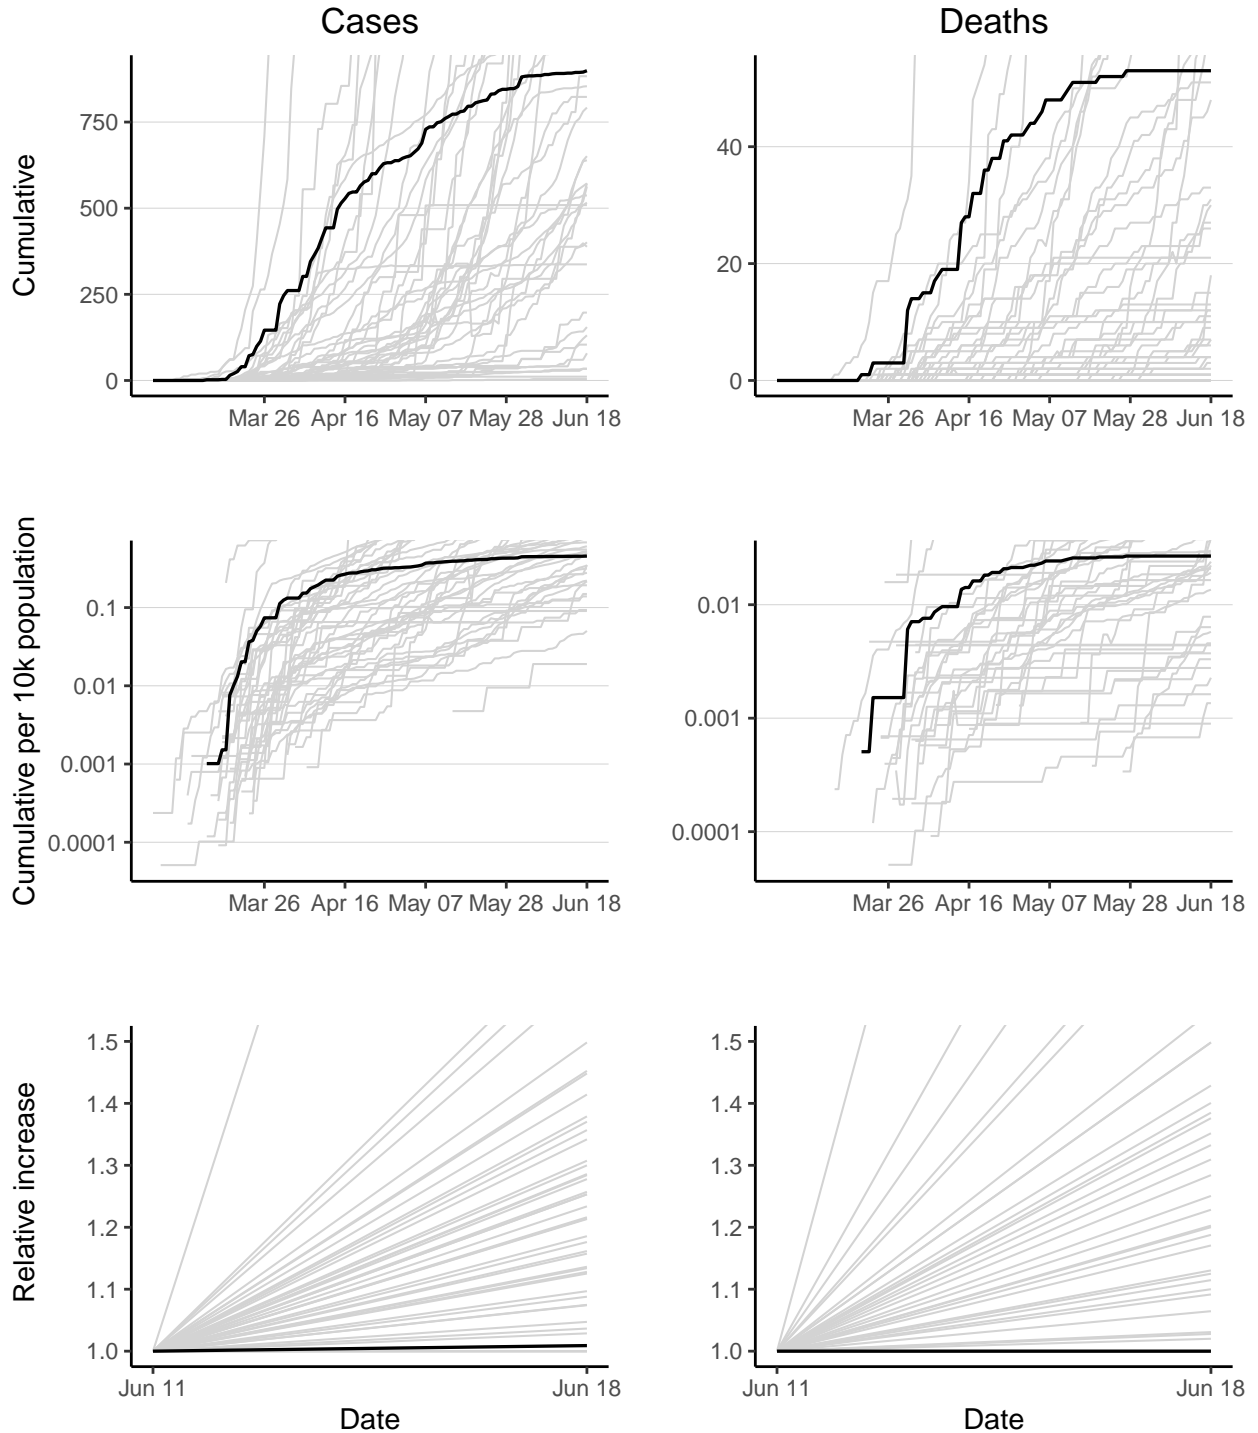 Cases
Deaths
Cumulative
750
500
250
0
Mar 26 Apr 16 May 07 May 28 Jun 18
40
20
0
Mar 26 Apr 16 May 07 May 28 Jun 18
Cumulative per 10k population
0.1
0.01
0.001
0.0001
Mar 26 Apr 16 May 07 May 28 Jun 18
0.01
0.001
0.0001
Mar 26 Apr 16 May 07 May 28 Jun 18
Relative increase
1.5
1.4
1.3
1.2
1.1
1.0
Jun 11 Jun 18
Date
1.5
1.4
1.3
1.2
1.1
1.0
Jun 11 Jun 18
Date